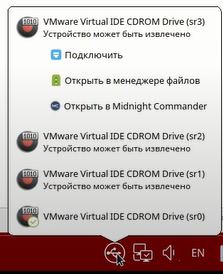 VMware Virtual IDE CDROM Drive (sr3)
Устройство может быть извлечено
Подключить
Открыть в менеджере файлов
Открыть в Midnight Commander
VMware Virtual IDE CDROM Drive (sr2)
Устройство может быть извлечено
VMware Virtual IDE CDROM Drive (sr1)
Устройство может быть извлечено
VMware Virtual IDE CDROM Drive (sr0)
EN